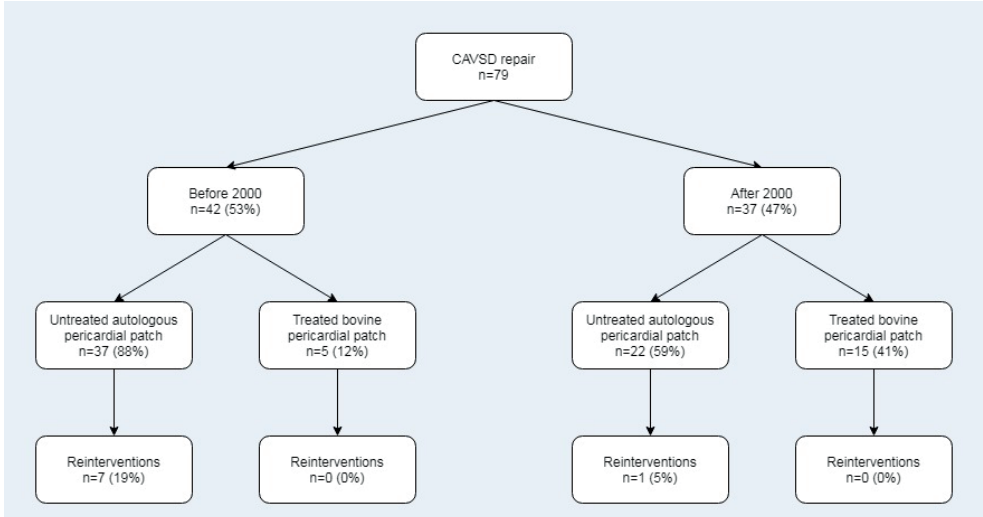 CAVSD repair
n=79
Before 2000
n=42 (53%)
After 2000
n=37 (47%)
Untreated autologous
pericardial patch
n=37 (88%)
Treated bovine
pericardial patch
n=5 (12%)
Untreated autologous
pericardial patch
n=22 (59%)
Treated bovine
pericardial patch
n=15 (41%)
Reinterventions
n=7 (19%)
Reinterventions
n=0 (0%)
Reinterventions
n=1 (5%)
Reinterventions
n=0 (0%)